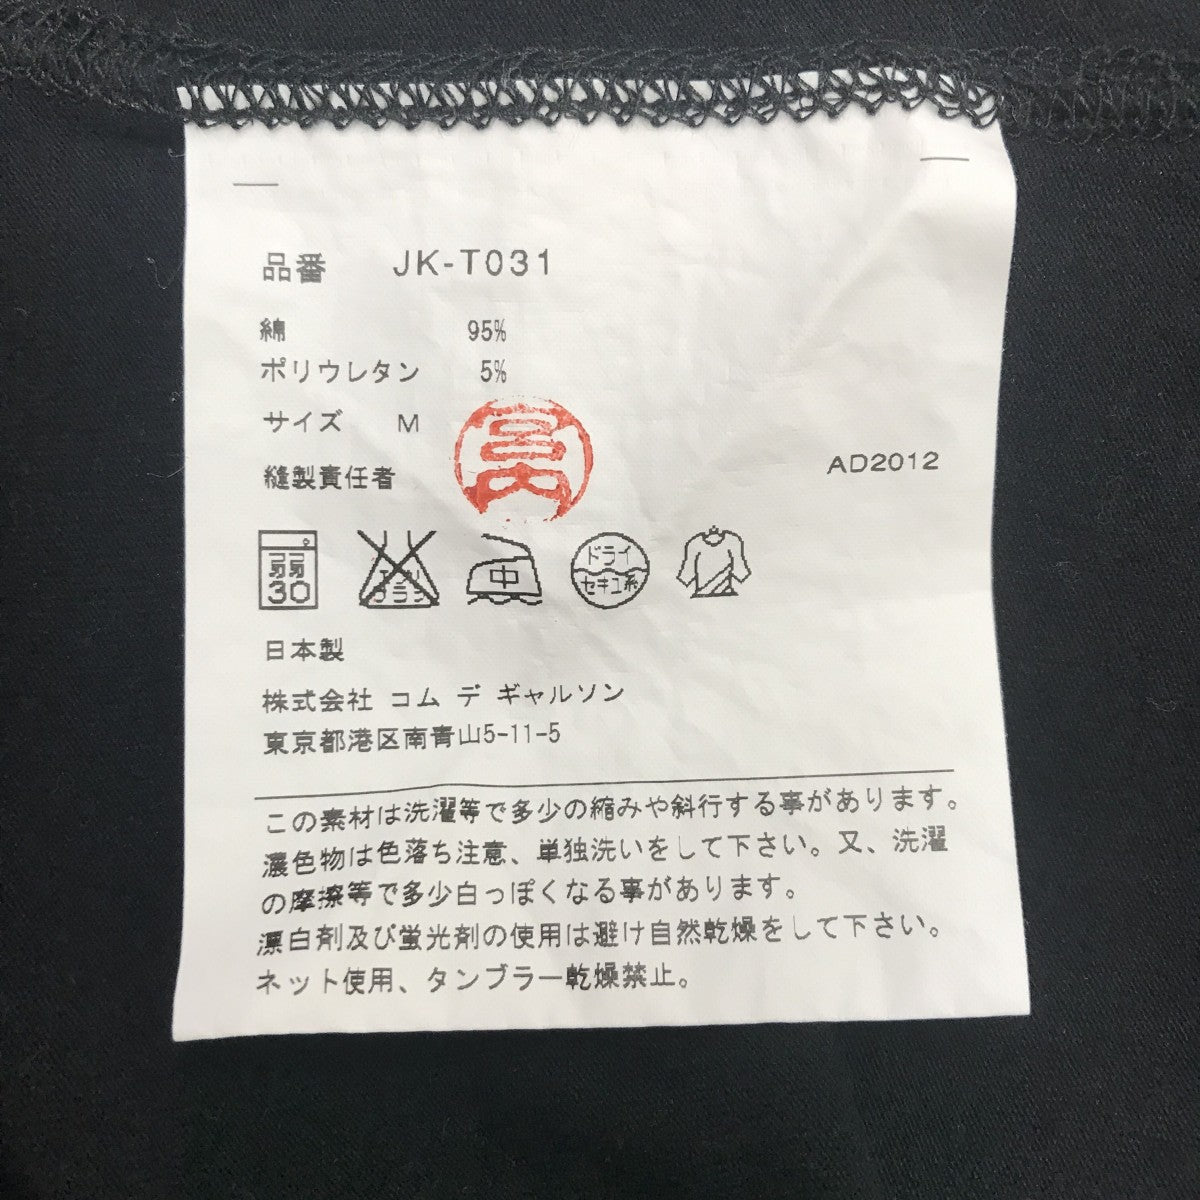 品番 JK-T031
綿 95%
ポリウレタン 5%
サイズ M
縫製責任者
AD2012
弱 30
エンソ フラシ
中
ドライ
セキユ系
日本製
株式会社 コム デ ギャルソン
東京都港区南青山5-11-5
この素材は洗濯等で多少の縮みや斜行する事があります。
濃色物は色落ち注意、単独洗いをして下さい。又、洗濯
の摩擦等で多少白っぽくなる事があります。
漂白剤及び蛍光剤の使用は避け自然乾燥をして下さい。
ネット使用、タンブラー乾燥禁止。